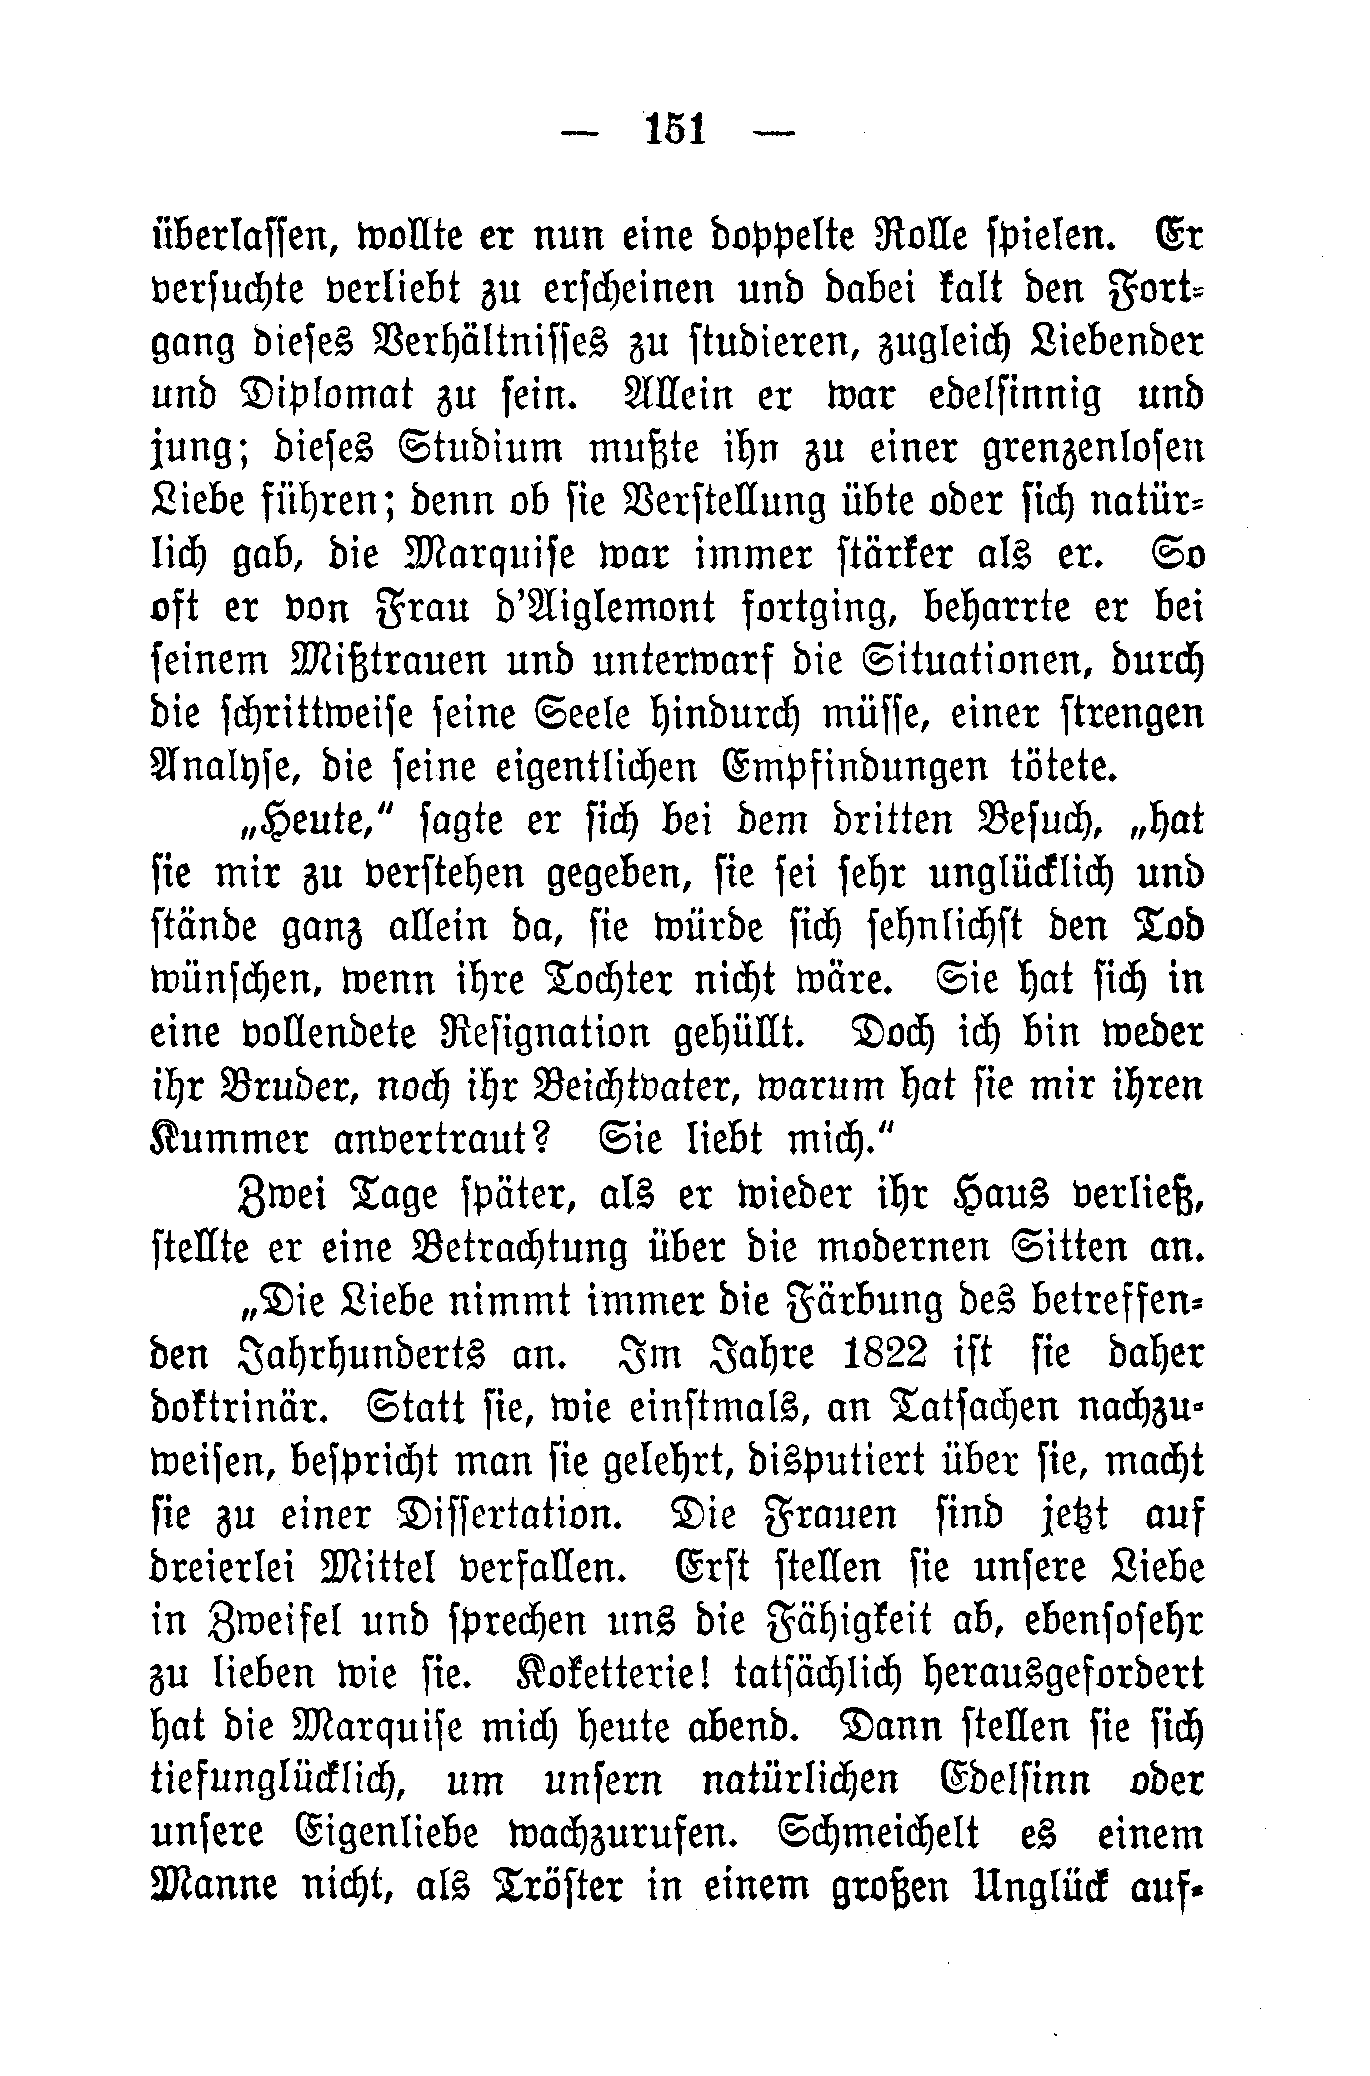 — 151 —
überlassen, wollte er nun eine doppelte Rolle spielen. Er
versuchte verliebt zu erscheinen und dabei kalt den Fort-
gang dieses Verhältnisses zu studieren, zugleich Liebender
und Diplomat zu sein. Allein er war edelsinnig und
jung; dieses Studium mußte ihn zu einer grenzenlosen
Liebe führen; denn ob sie Verstellung übte oder sich natür-
lich gab, die Marquise war immer stärker als er. So
oft er von Frau d'Aiglemont fortging, beharrte er bei
seinem Mißtrauen und unterwarf die Situationen, durch
die schrittweise seine Seele hindurch müsse, einer strengen
Analyse, die seine eigentlichen Empfindungen tötete.
„Heute,“ sagte er sich bei dem dritten Besuch, „hat
sie mir zu verstehen gegeben, sie sei sehr unglücklich und
stände ganz allein da, sie würde sich sehnlichst den Tod
wünschen, wenn ihre Tochter nicht wäre. Sie hat sich in
eine vollendete Resignation gehüllt. Doch ich bin weder
ihr Bruder, noch ihr Beichtvater, warum hat sie mir ihren
Kummer anvertraut? Sie liebt mich.“
Zwei Tage später, als er wieder ihr Haus verließ,
stellte er eine Betrachtung über die modernen Sitten an.
„Die Liebe nimmt immer die Färbung des betreffen-
den Jahrhunderts an. Im Jahre 1822 ist sie daher
doktrinär. Statt sie, wie einstmals, an Tatsachen nachzu-
weisen, bespricht man sie gelehrt, disputiert über sie, macht
sie zu einer Dissertation. Die Frauen sind jetzt auf
dreierlei Mittel verfallen. Erst stellen sie unsere Liebe
in Zweifel und sprechen uns die Fähigkeit ab, ebensosehr
zu lieben wie sie. Koketterie! tatsächlich herausgefordert
hat die Marquise mich heute abend. Dann stellen sie sich
tiefunglücklich, um unsern natürlichen Edelsinn oder
unsere Eigenliebe wachzurufen. Schmeichelt es einem
Manne nicht, als Tröster in einem großen Unglück auf-